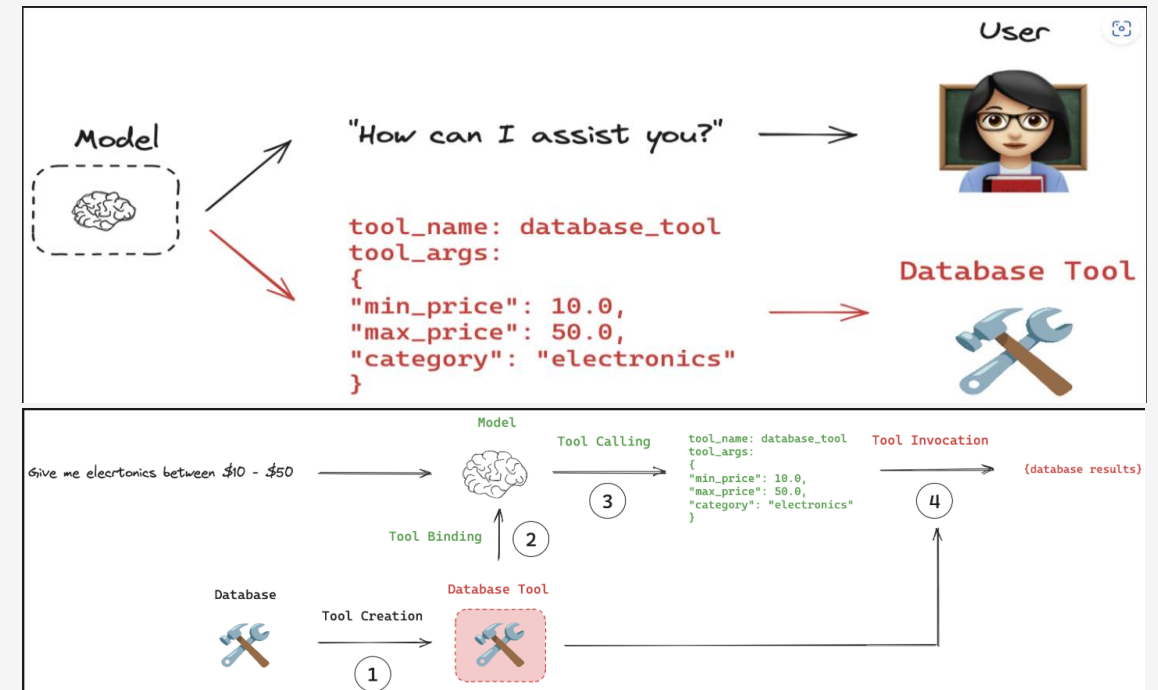 User
Model
"How can I assist you?"
tool_name: database_tool
tool_args:
{
"min_price": 10.0,
"max_price": 50.0,
"category": "electronics"
}
Database Tool
Model
Give me elecrtonics between $10 - $50
Tool Calling
3
tool_name: database_tool
tool_args:
{
"min_price": 10.0,
"max_price": 50.0,
"category": "electronics"
}
Tool Invocation
4
{database results}
Tool Binding
2
Database
Tool Creation
1
Database Tool